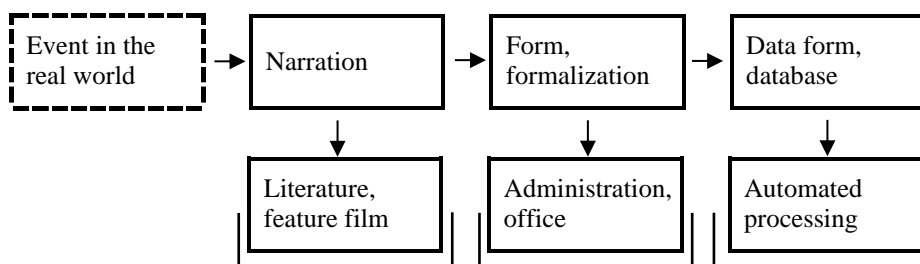 Event in the
real world
Narration
Form,
formalization
Data form,
database
Literature,
feature film
Administration,
office
Automated
processing